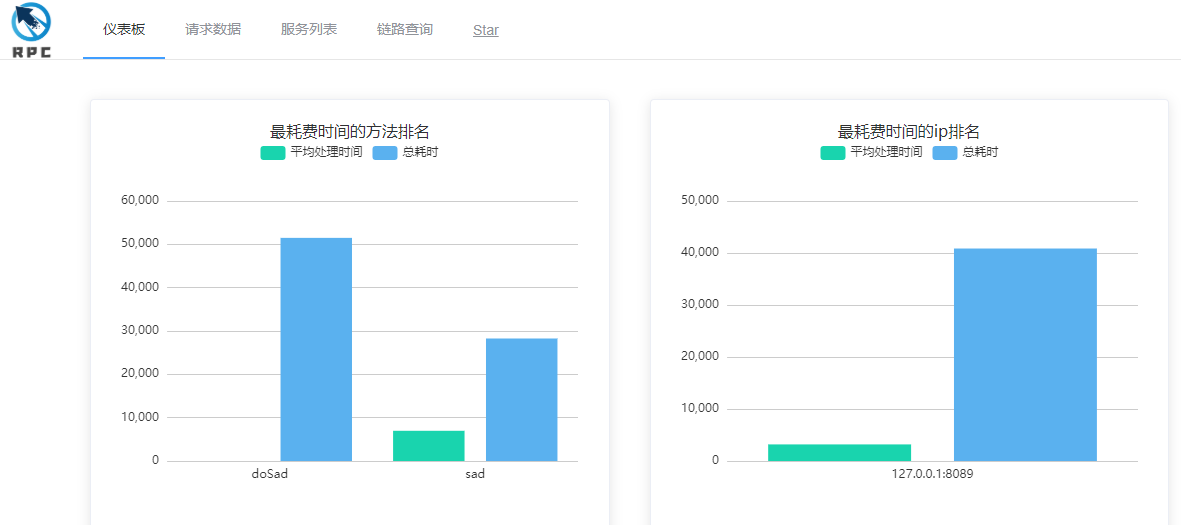 RPC
仪表板 请求数据 服务列表 链路查询 Star
最耗费时间的方法排名
平均处理时间 总耗时
60,000
50,000
40,000
30,000
20,000
10,000
0
doSad sad
最耗费时间的ip排名
平均处理时间 总耗时
50,000
40,000
30,000
20,000
10,000
0
127.0.0.1:8089